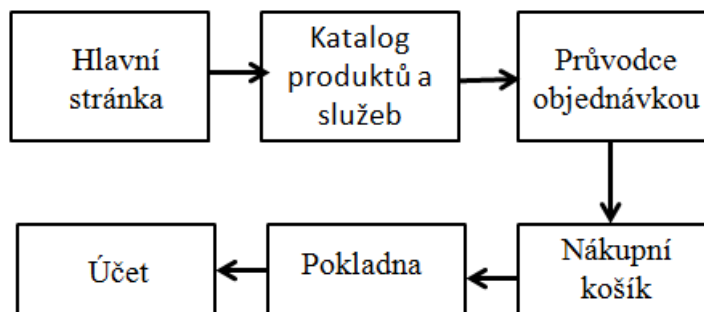 Hlavní
stránka
Katalog
produktů a
služeb
Průvodce
objednávkou
Nákupní
košík
Pokladna
Účet